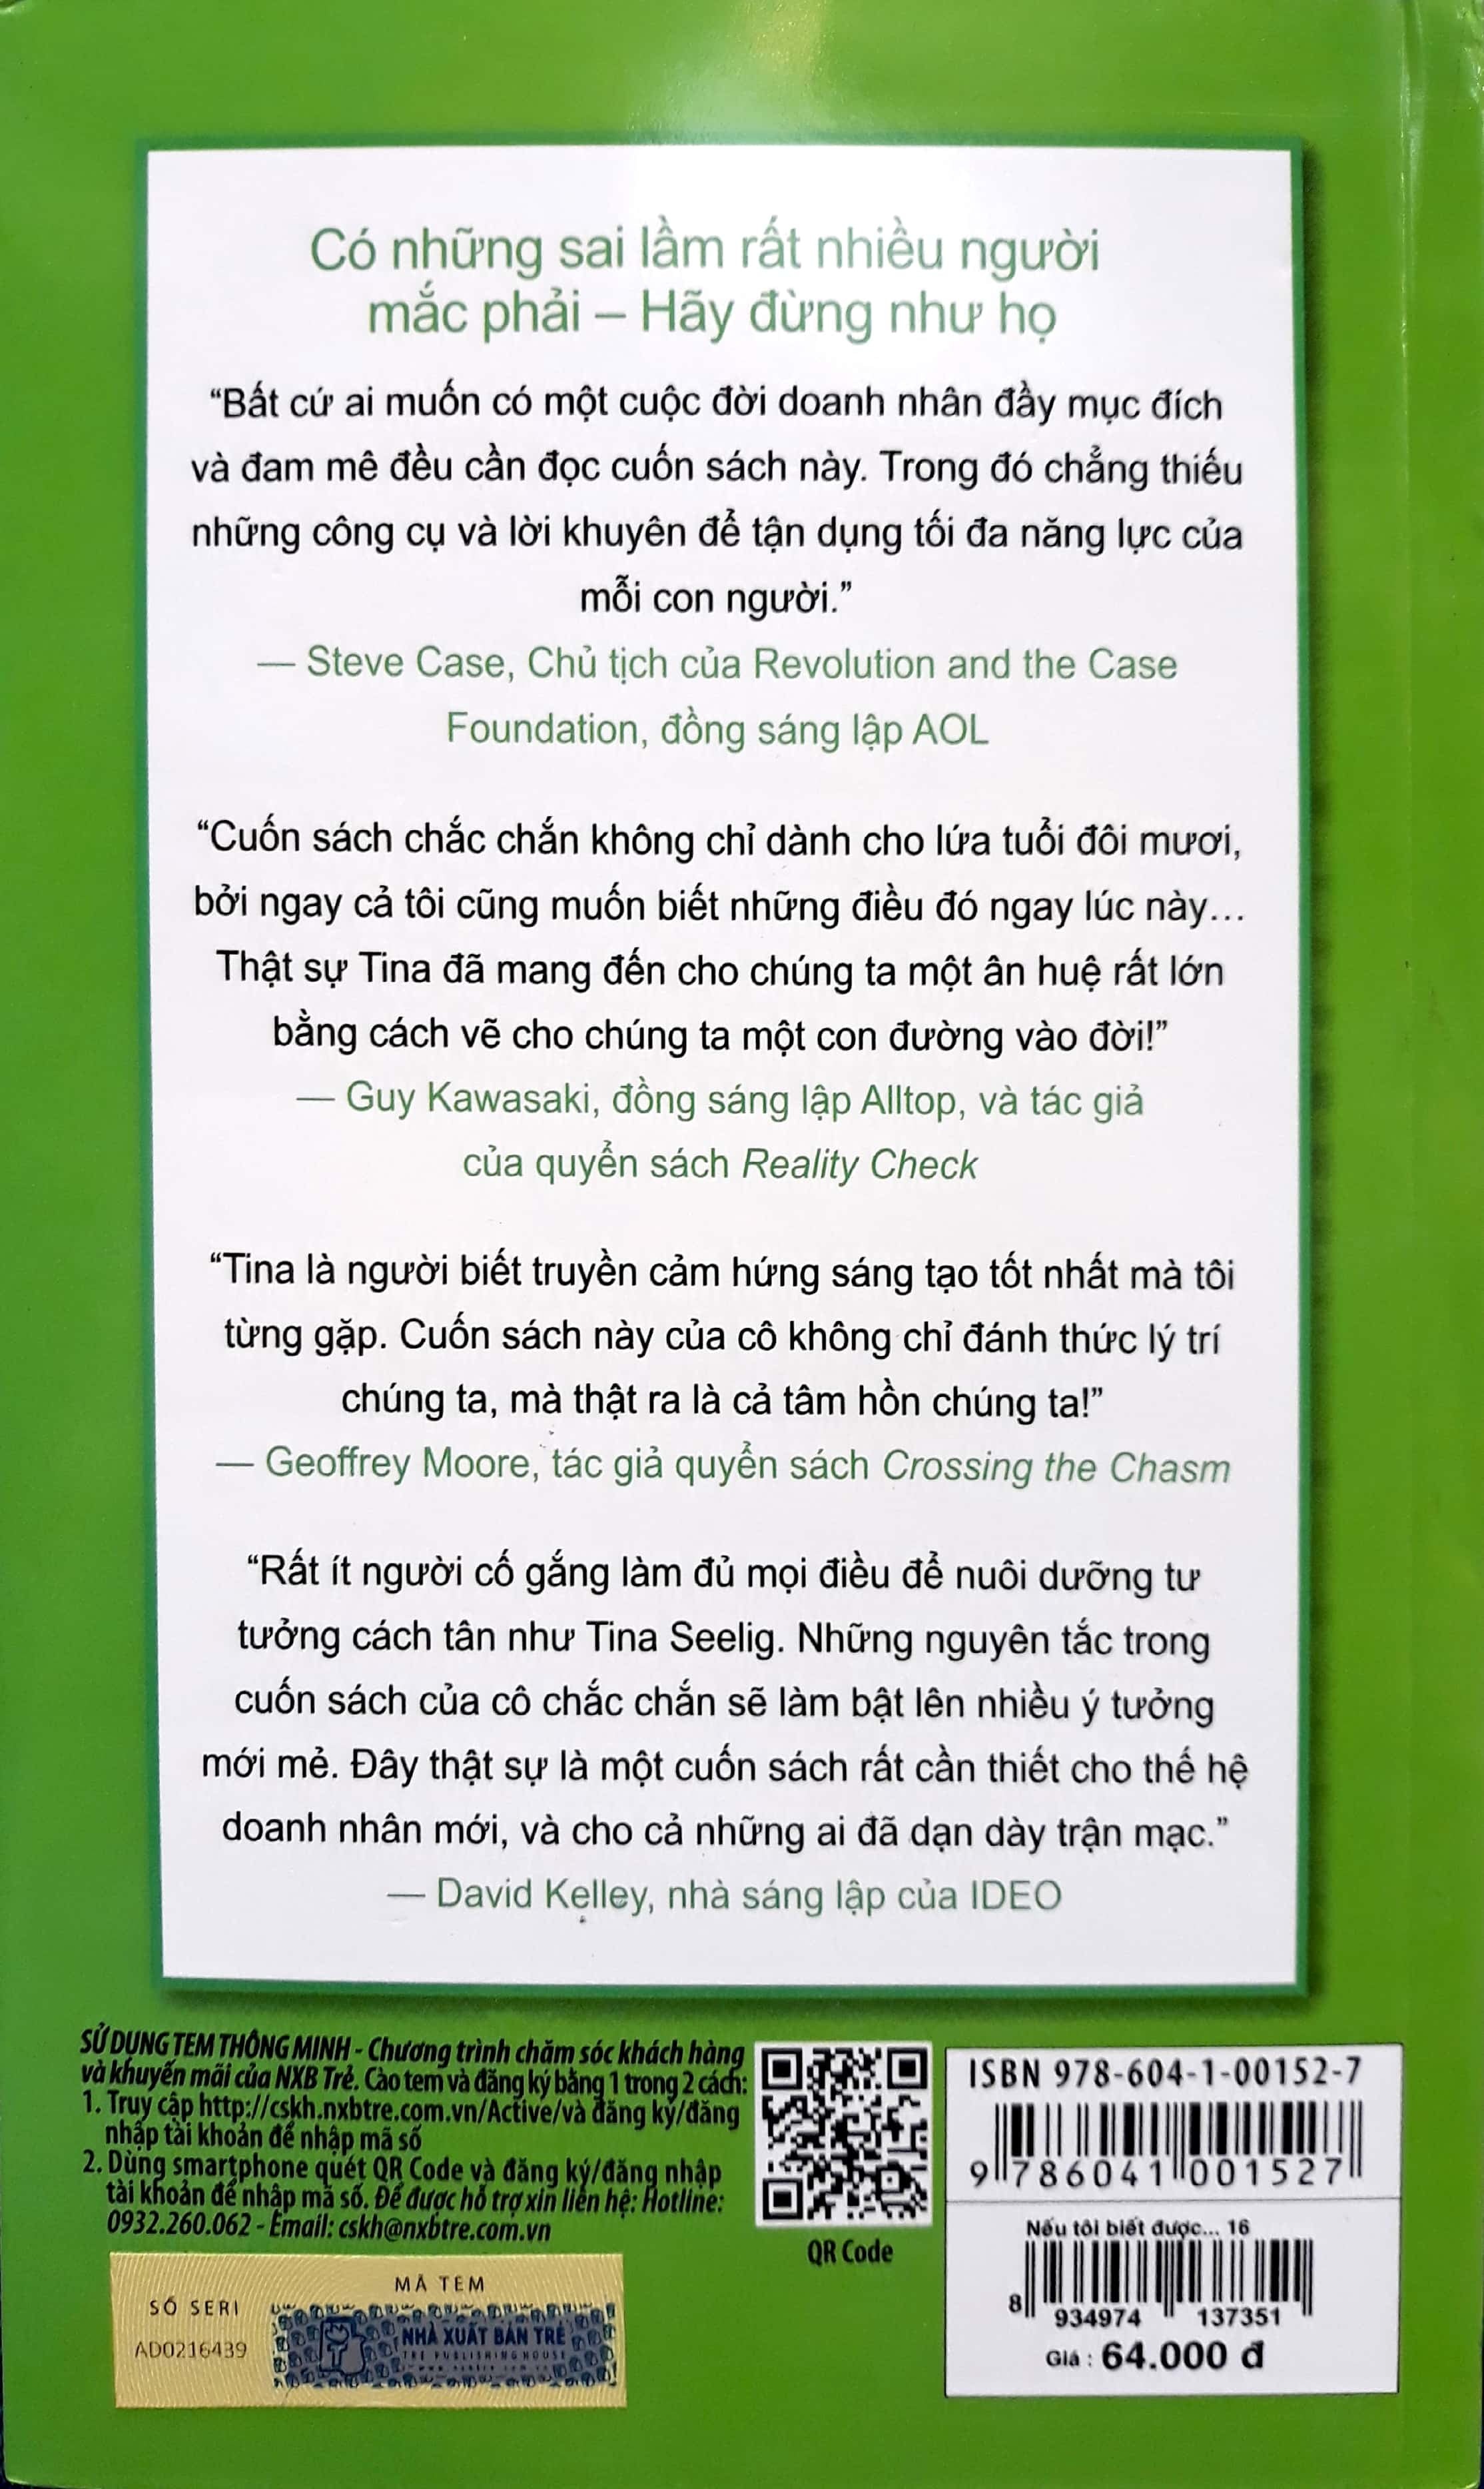 Có những sai lầm rất nhiều người
mắc phải – Hãy đừng như họ
“Bất cứ ai muốn có một cuộc đời doanh nhân đầy mục đích
và đam mê đều cần đọc cuốn sách này. Trong đó chẳng thiếu
những công cụ và lời khuyên để tận dụng tối đa năng lực của
mỗi con người.”
— Steve Case, Chủ tịch của Revolution and the Case
Foundation, đồng sáng lập AOL
“Cuốn sách chắc chắn không chỉ dành cho lứa tuổi đôi mươi,
bởi ngay cả tôi cũng muốn biết những điều đó ngay lúc này...
Thật sự Tina đã mang đến cho chúng ta một ân huệ rất lớn
bằng cách vẽ cho chúng ta một con đường vào đời!”
— Guy Kawasaki, đồng sáng lập Alltop, và tác giả
của quyển sách Reality Check
“Tina là người biết truyền cảm hứng sáng tạo tốt nhất mà tôi
từng gặp. Cuốn sách này của cô không chỉ đánh thức lý trí
chúng ta, mà thật ra là cả tâm hồn chúng ta!”
— Geoffrey Moore, tác giả quyển sách Crossing the Chasm
“Rất ít người cố gắng làm đủ mọi điều để nuôi dưỡng tư
tưởng cách tân như Tina Seelig. Những nguyên tắc trong
cuốn sách của cô chắc chắn sẽ làm bật lên nhiều ý tưởng
mới mẻ. Đây thật sự là một cuốn sách rất cần thiết cho thế hệ
doanh nhân mới, và cho cả những ai đã dạn dày trận mạc.”
— David Kelley, nhà sáng lập của IDEO
SỬ DỤNG TEM THÔNG MINH - Chương trình chăm sóc khách hàng
và khuyến mãi của NXB Trẻ. Cào tem và đăng ký bằng 1 trong 2 cách:
1. Truy cập http://cskh.nxbtre.com.vn/Active/và đăng ký/đăng
nhập tài khoản để nhập mã số
2. Dùng smartphone quét QR Code và đăng ký/đăng nhập
tài khoản để nhập mã số. Để được hỗ trợ xin liên hệ: Hotline:
0932.260.062 - Email: cskh@nxbtre.com.vn
QR Code
ISBN 978-604-1-00152-7
9 786041 001527
Nếu tôi biết được... 16
8 934974 137351
Giá : 64.000 đ
MÃ TEM
SỐ SERI
AD0216439
NHÀ XUẤT BẢN TRẺ
TRE PUBLISHING HOUSE